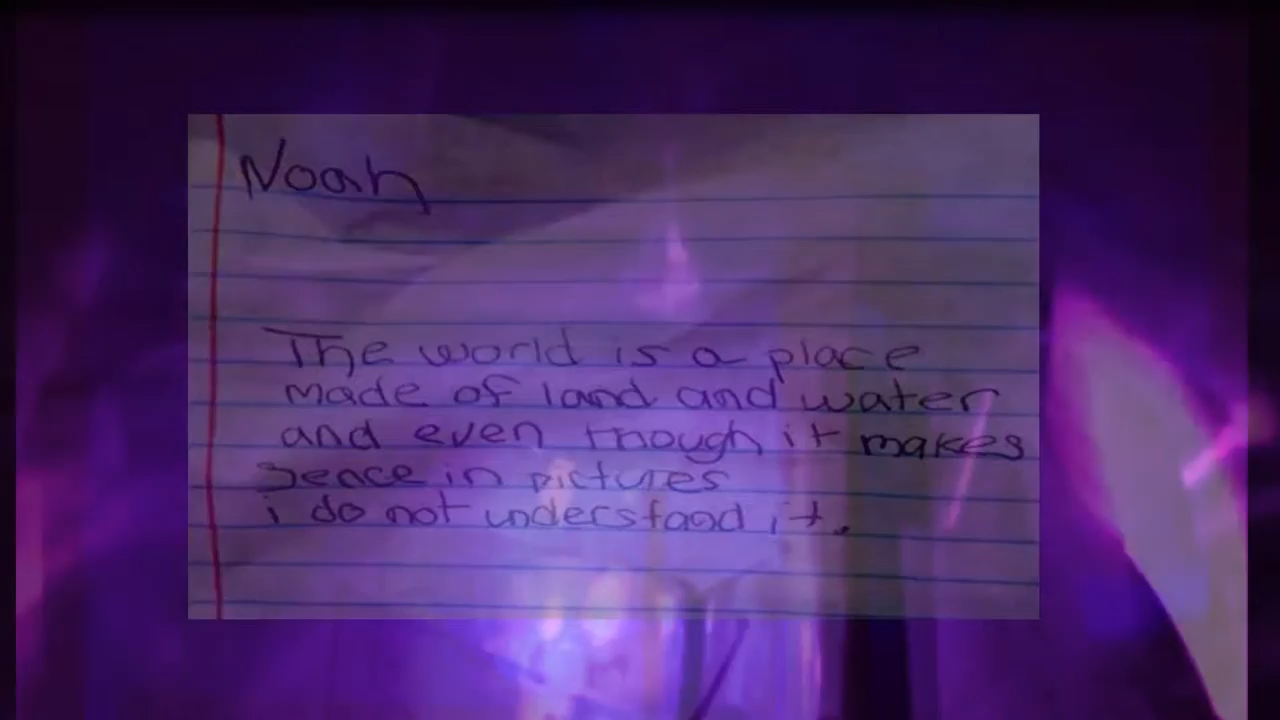 Noah
The world is a place
made of land and water
and even though it makes
sence in pictures
i do not understand it.